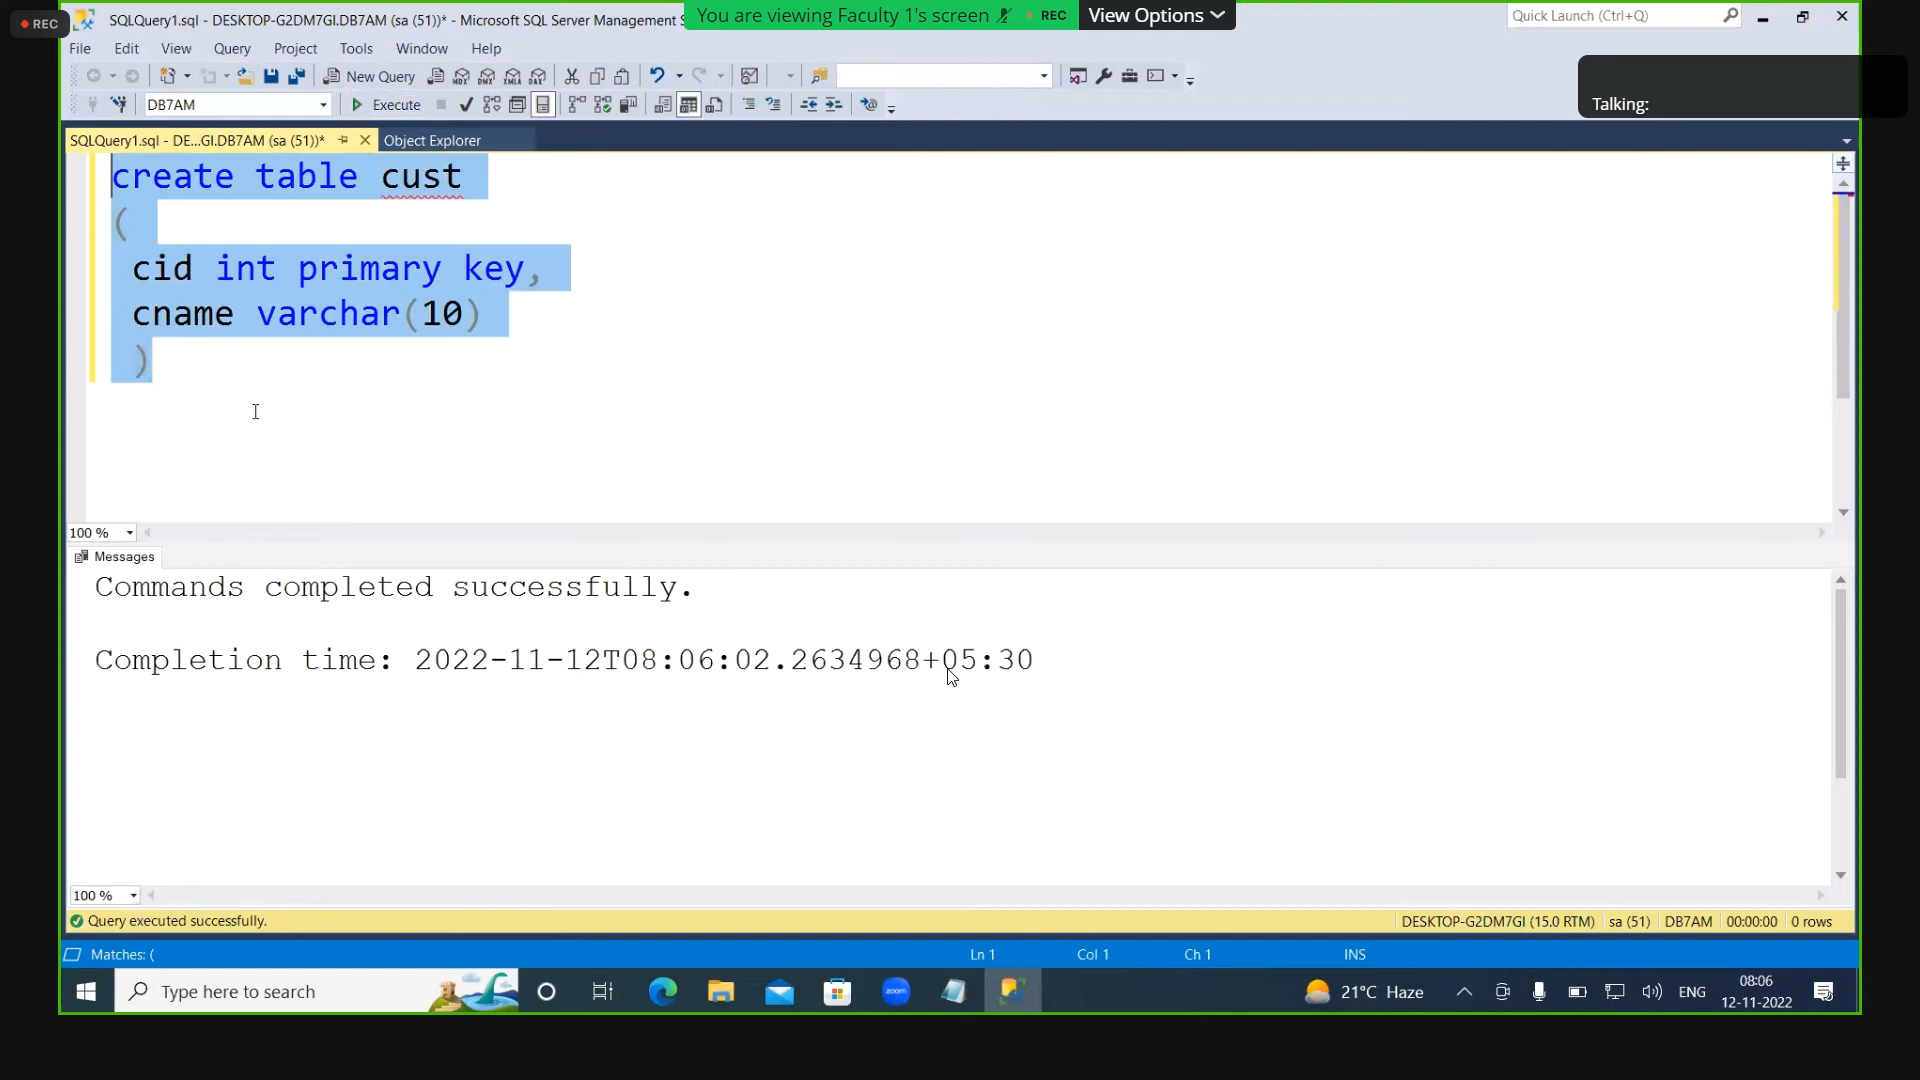 REC
SQLQuery1.sql - DESKTOP-G2DM7GI.DB7AM (sa (51))* - Microsoft SQL Server Management S
You are viewing Faculty 1's screen
REC
View Options
Quick Launch (Ctrl+Q)
File Edit View Query Project Tools Window Help
New Query
MDX DMX XMLA DAX
Talking:
DB7AM
Execute
SQLQuery1.sql - DE...GI.DB7AM (sa (51))*
Object Explorer
create table cust
(
cid int primary key,
cname varchar(10)
)
100 %
Messages
Commands completed successfully.
Completion time: 2022-11-12T08:06:02.2634968+05:30
100 %
Query executed successfully.
DESKTOP-G2DM7GI (15.0 RTM) sa (51) DB7AM 00:00:00 0 rows
Matches: (
Ln 1 Col 1 Ch 1 INS
Type here to search
zoom
21°C Haze
ENG
08:06
12-11-2022